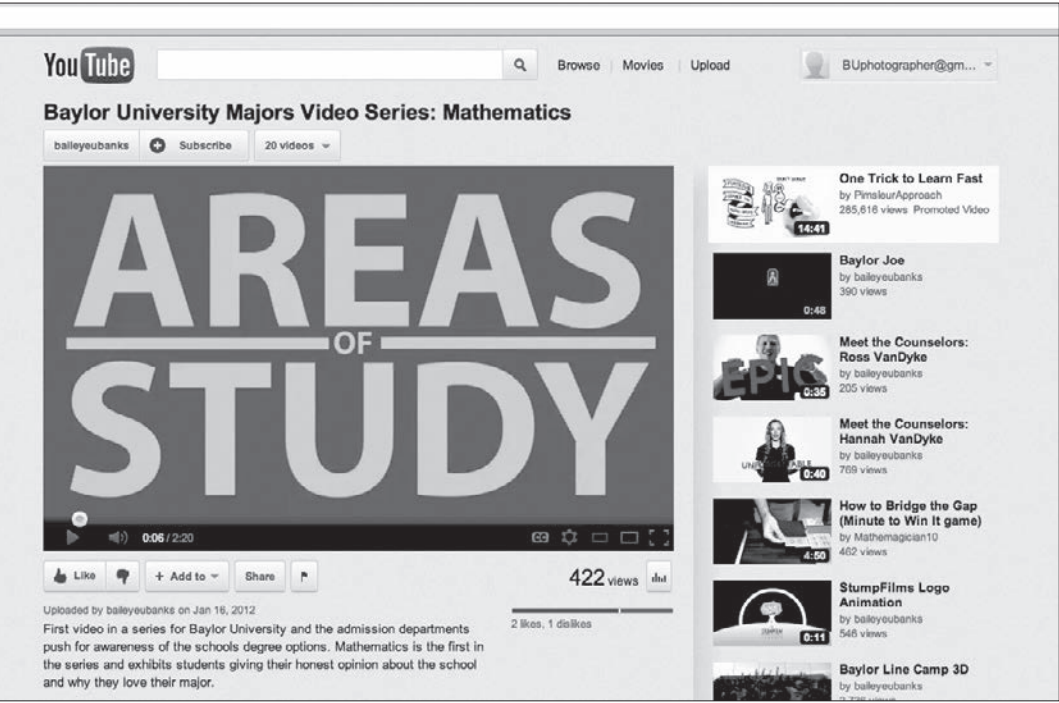 YouTube
Browse | Movies | Upload
BUphotographer@gm...
Baylor University Majors Video Series: Mathematics
baileyeubanks
Subscribe
20 videos
AREAS
OF
STUDY
0:06 / 2:20
CC
Like
+ Add to
Share
422 views
Uploaded by baileyeubanks on Jan 16, 2012
2 likes, 1 dislikes
First video in a series for Baylor University and the admission departments
push for awareness of the schools degree options. Mathematics is the first in
the series and exhibits students giving their honest opinion about the school
and why they love their major.
One Trick to Learn Fast
by PimsleurApproach
285,616 views Promoted Video
14:41
Baylor Joe
by baileyeubanks
390 views
0:48
Meet the Counselors:
Ross VanDyke
by baileyeubanks
205 views
EPIC
0:35
Meet the Counselors:
Hannah VanDyke
by baileyeubanks
769 views
0:40
How to Bridge the Gap
(Minute to Win It game)
by Mathemagician10
462 views
4:50
StumpFilms Logo
Animation
by baileyeubanks
546 views
0:11
Baylor Line Camp 3D
by baileyeubanks